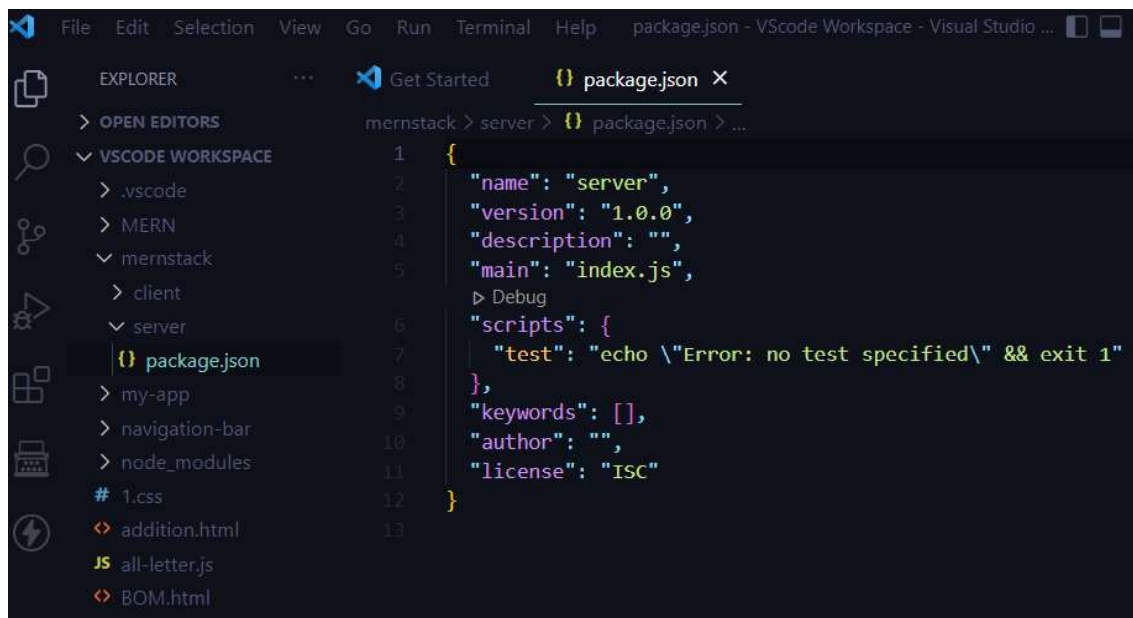 File Edit Selection View Go Run Terminal Help package.json - VScode Workspace - Visual Studio ...
EXPLORER ...
> OPEN EDITORS
VSCODE WORKSPACE
> .vscode
> MERN
mernstack
> client
server
{} package.json
> my-app
> navigation-bar
> node_modules
# 1.css
<> addition.html
JS all-letter.js
<> BOM.html
Get Started {} package.json ×
mernstack > server > {} package.json > ...
1 {
2 "name": "server",
3 "version": "1.0.0",
4 "description": "",
5 "main": "index.js",
Debug
6 "scripts": {
7 "test": "echo \"Error: no test specified\" && exit 1"
8 },
9 "keywords": [],
10 "author": "",
11 "license": "ISC"
12 }
13